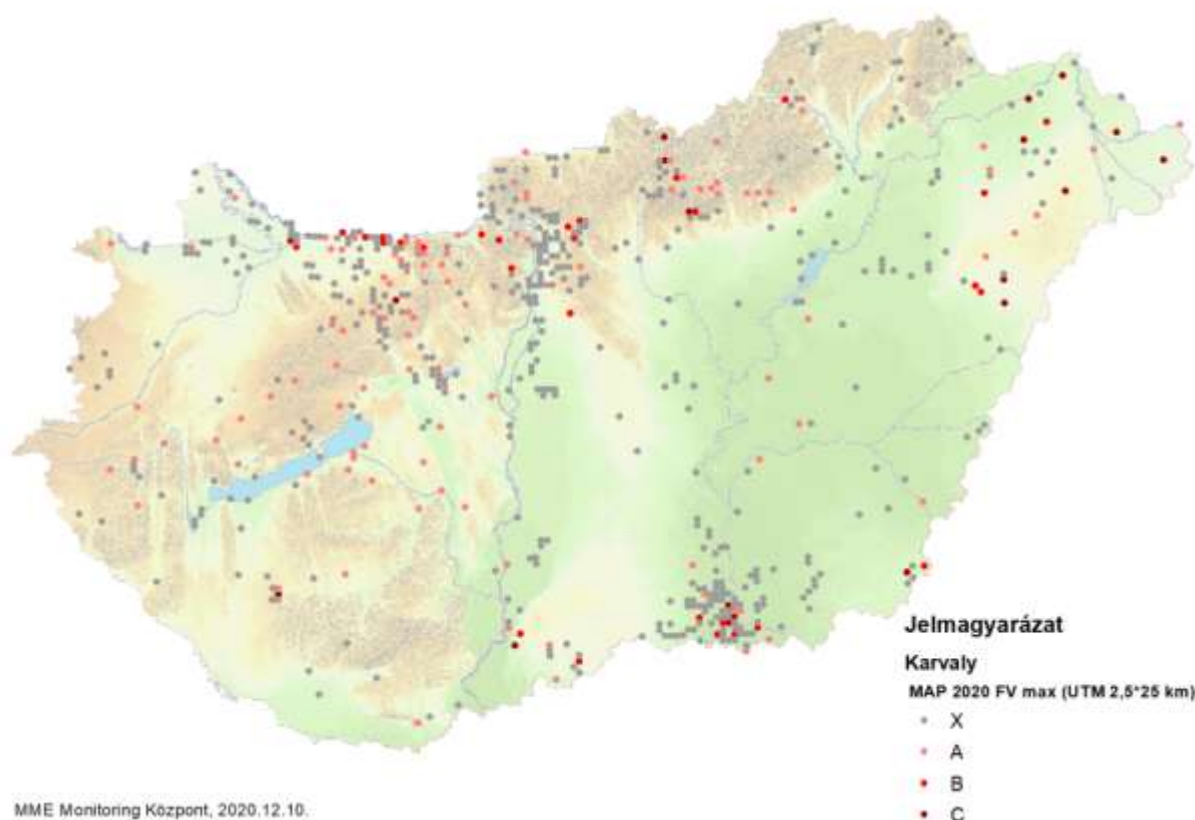 Jelmagyarázat
Karvaly
MAP 2020 FV max (UTM 2,5*25 km)
X
A
B
C
MME Monitoring Központ, 2020.12.10.